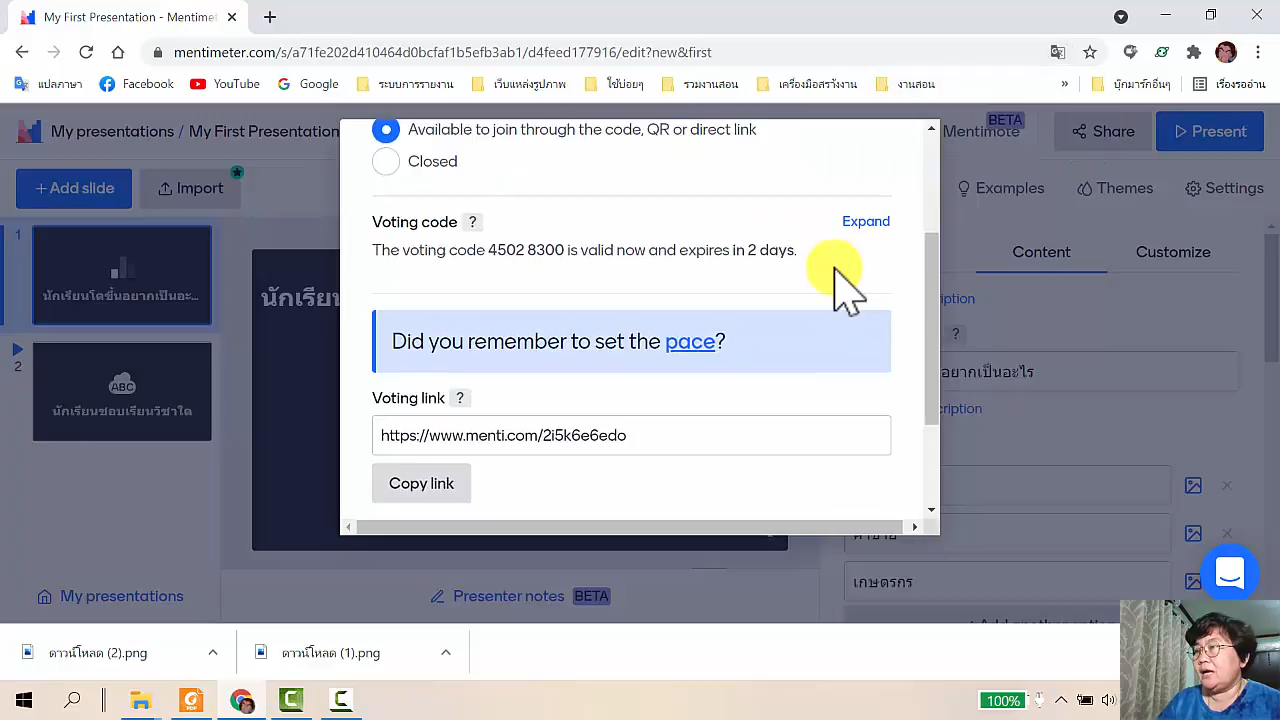 My First Presentation - Mentimete
mentimeter.com/s/a71fe202d410464d0bcfaf1b5efb3ab1/d4feed177916/edit?new&first
แปลภาษา
Facebook
YouTube
Google
ระบบการรายงาน
เว็บแหล่งรูปภาพ
ใช้บ่อยๆ
รวมงานสอน
เครื่องมือสร้างงาน
งานสอน
»
บุ๊กมาร์กอื่นๆ
เรื่องรออ่าน
My presentations / My First Presentation
Mentimote
BETA
Share
Present
+ Add slide
Import
Examples
Themes
Settings
Available to join through the code, QR or direct link
Closed
Voting code ?
Expand
The voting code 4502 8300 is valid now and expires in 2 days.
Did you remember to set the pace?
Voting link ?
https://www.menti.com/2i5k6e6edo
Copy link
1
นักเรียนโตขึ้นอยากเป็นอะ...
2
ABC
นักเรียนชอบเรียนวิชาใด
นักเรียน
Content
Customize
?
อยากเป็นอะไร
เกษตรกร
My presentations
Presenter notes
BETA
ดาวน์โหลด (2).png
ดาวน์โหลด (1).png
PDF
100%